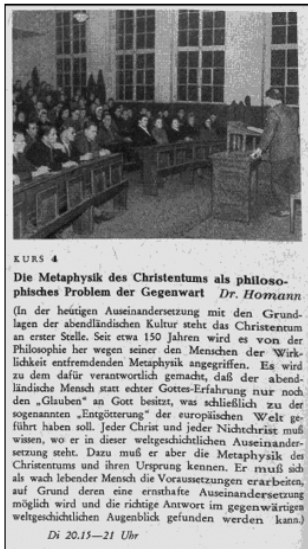 KURS 4
Die Metaphysik des Christentums als philoso-
phisches Problem der Gegenwart Dr. Homann
(In der heutigen Auseinandersetzung mit den Grund-
lagen der abendländischen Kultur steht das Christentum
an erster Stelle. Seit etwa 150 Jahren wird es von der
Philosophie her wegen seiner den Menschen der Wirk-
lichkeit entfremdenden Metaphysik angegriffen. Es wird
zu dem dafür verantwortlich gemacht, daß der abend-
ländische Mensch statt echter Gottes-Erfahrung nur noch
den „Glauben" an Gott besitzt, was schließlich zu der
sogenannten „Entgötterung" der europäischen Welt ge-
führt haben soll. Jeder Christ und jeder Nichtchrist muß
wissen, wo er in dieser weltgeschichtlichen Auseinander-
setzung steht. Dazu muß er aber die Metaphysik des
Christentums und ihren Ursprung kennen. Er muß sich
als wach lebender Mensch die Voraussetzungen erarbeiten,
auf Grund deren eine ernsthafte Auseinandersetzung
möglich wird und die richtige Antwort im gegenwärtigen
weltgeschichtlichen Augenblick gefunden werden kann.)
Di 20.15—21 Uhr